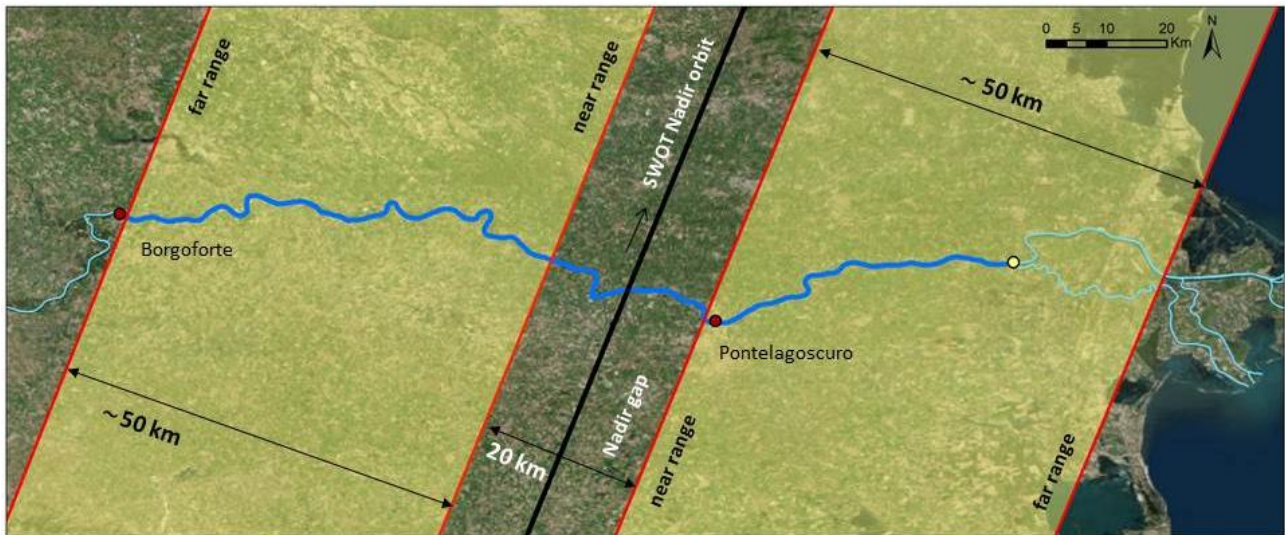 far range
near range
SWOT Nadir orbit
~ 50 km
0 5 10 20
Km
N
Borgoforte
Pontelagoscuro
~ 50 km
20 km
Nadir gap
near range
far range